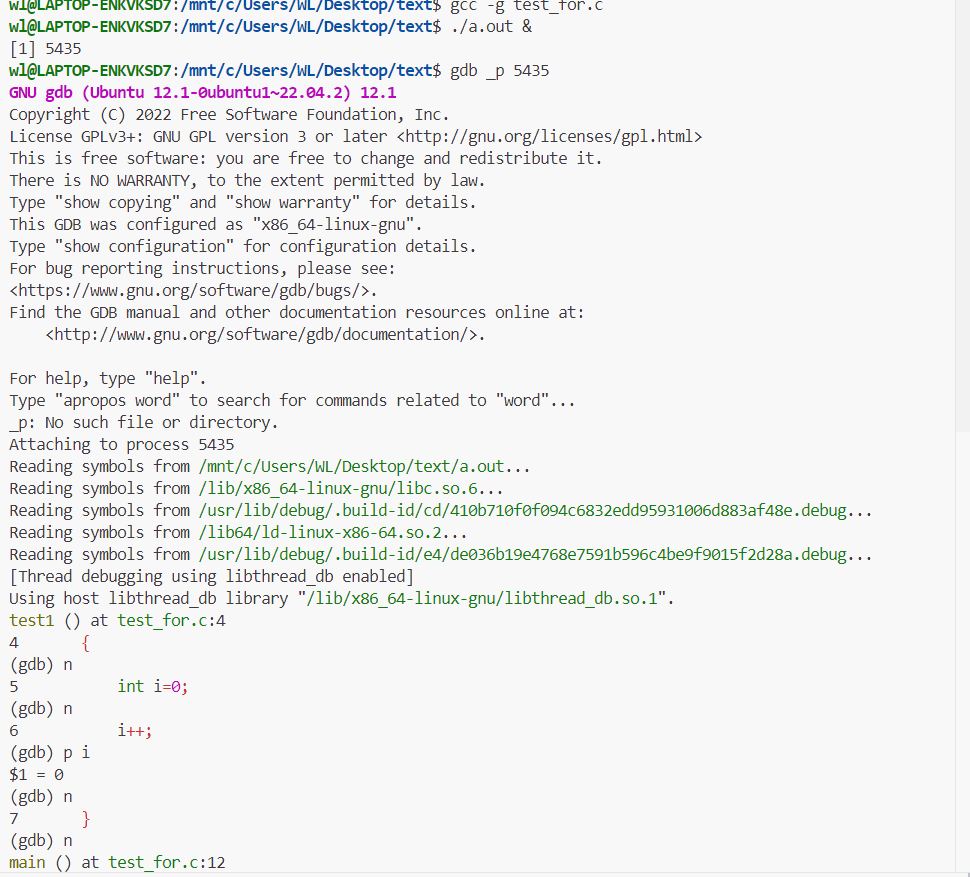 wl@LAPTOP-ENKVKSD7:/mnt/c/Users/WL/Desktop/text$ gcc -g test_for.c
wl@LAPTOP-ENKVKSD7:/mnt/c/Users/WL/Desktop/text$ ./a.out &
[1] 5435
wl@LAPTOP-ENKVKSD7:/mnt/c/Users/WL/Desktop/text$ gdb _p 5435
GNU gdb (Ubuntu 12.1-0ubuntu1~22.04.2) 12.1
Copyright (C) 2022 Free Software Foundation, Inc.
License GPLv3+: GNU GPL version 3 or later <http://gnu.org/licenses/gpl.html>
This is free software: you are free to change and redistribute it.
There is NO WARRANTY, to the extent permitted by law.
Type "show copying" and "show warranty" for details.
This GDB was configured as "x86_64-linux-gnu".
Type "show configuration" for configuration details.
For bug reporting instructions, please see:
<https://www.gnu.org/software/gdb/bugs/>.
Find the GDB manual and other documentation resources online at:
    <http://www.gnu.org/software/gdb/documentation/>.

For help, type "help".
Type "apropos word" to search for commands related to "word"...
_p: No such file or directory.
Attaching to process 5435
Reading symbols from /mnt/c/Users/WL/Desktop/text/a.out...
Reading symbols from /lib/x86_64-linux-gnu/libc.so.6...
Reading symbols from /usr/lib/debug/.build-id/cd/410b710f0f094c6832edd95931006d883af48e.debug...
Reading symbols from /lib64/ld-linux-x86-64.so.2...
Reading symbols from /usr/lib/debug/.build-id/e4/de036b19e4768e7591b596c4be9f9015f2d28a.debug...
[Thread debugging using libthread_db enabled]
Using host libthread_db library "/lib/x86_64-linux-gnu/libthread_db.so.1".
test1 () at test_for.c:4
4       {
(gdb) n
5           int i=0;
(gdb) n
6           i++;
(gdb) p i
$1 = 0
(gdb) n
7       }
(gdb) n
main () at test_for.c:12